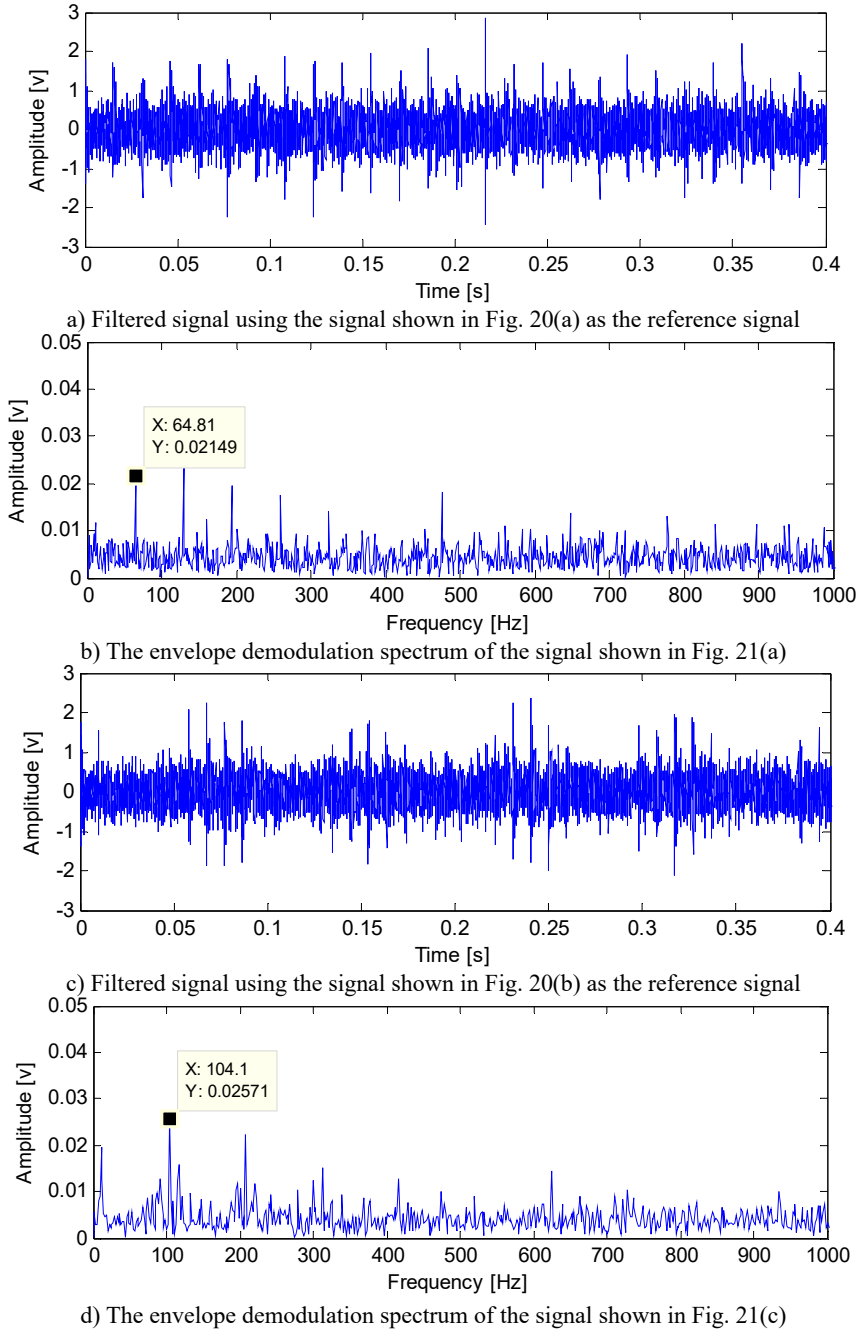 3
2
1
0
-1
-2
-3
Amplitude [v]
0 0.05 0.1 0.15 0.2 0.25 0.3 0.35 0.4
Time [s]
a) Filtered signal using the signal shown in Fig. 20(a) as the reference signal
0.05
0.04
0.03
0.02
0.01
0
Amplitude [v]
X: 64.81
Y: 0.02149
0 100 200 300 400 500 600 700 800 900 1000
Frequency [Hz]
b) The envelope demodulation spectrum of the signal shown in Fig. 21(a)
3
2
1
0
-1
-2
-3
Amplitude [v]
0 0.05 0.1 0.15 0.2 0.25 0.3 0.35 0.4
Time [s]
c) Filtered signal using the signal shown in Fig. 20(b) as the reference signal
0.05
0.04
0.03
0.02
0.01
0
Amplitude [v]
X: 104.1
Y: 0.02571
0 100 200 300 400 500 600 700 800 900 1000
Frequency [Hz]
d) The envelope demodulation spectrum of the signal shown in Fig. 21(c)